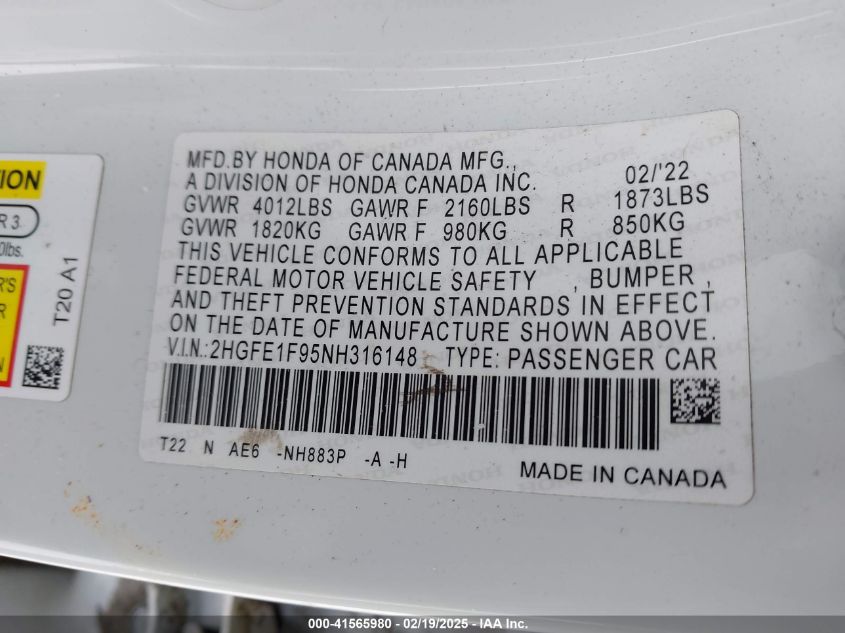 MFD.BY HONDA OF CANADA MFG.,
A DIVISION OF HONDA CANADA INC. 02/'22
GVWR 4012LBS GAWR F 2160LBS R 1873LBS
GVWR 1820KG GAWR F 980KG R 850KG
THIS VEHICLE CONFORMS TO ALL APPLICABLE
FEDERAL MOTOR VEHICLE SAFETY , BUMPER ,
AND THEFT PREVENTION STANDARDS IN EFFECT
ON THE DATE OF MANUFACTURE SHOWN ABOVE.
V.I.N.:2HGFE1F95NH316148 TYPE: PASSENGER CAR
T22 N AE6 -NH883P -A -H
MADE IN CANADA
T20 A1
000-41565980 - 02/19/2025 - IAA Inc.